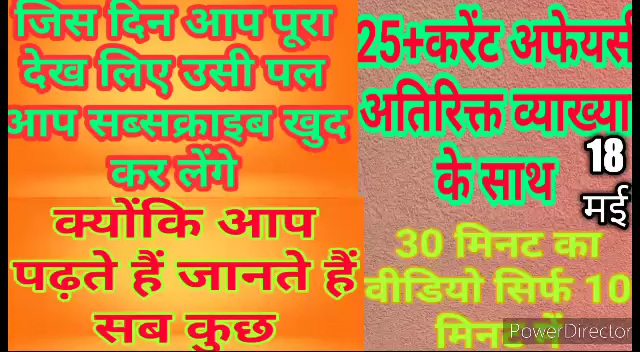 जिस दिन आप पूरा
देख लिए उसी पल
आप सब्सक्राइब खुद
कर लेंगे
क्योंकि आप
पढ़ते हैं जानते हैं
सब कुछ
25+करेंट अफेयर्स
अतिरिक्त व्याख्या
के साथ
18
मई
30 मिनट का
वीडियो सिर्फ 10
मिनट में
PowerDirector